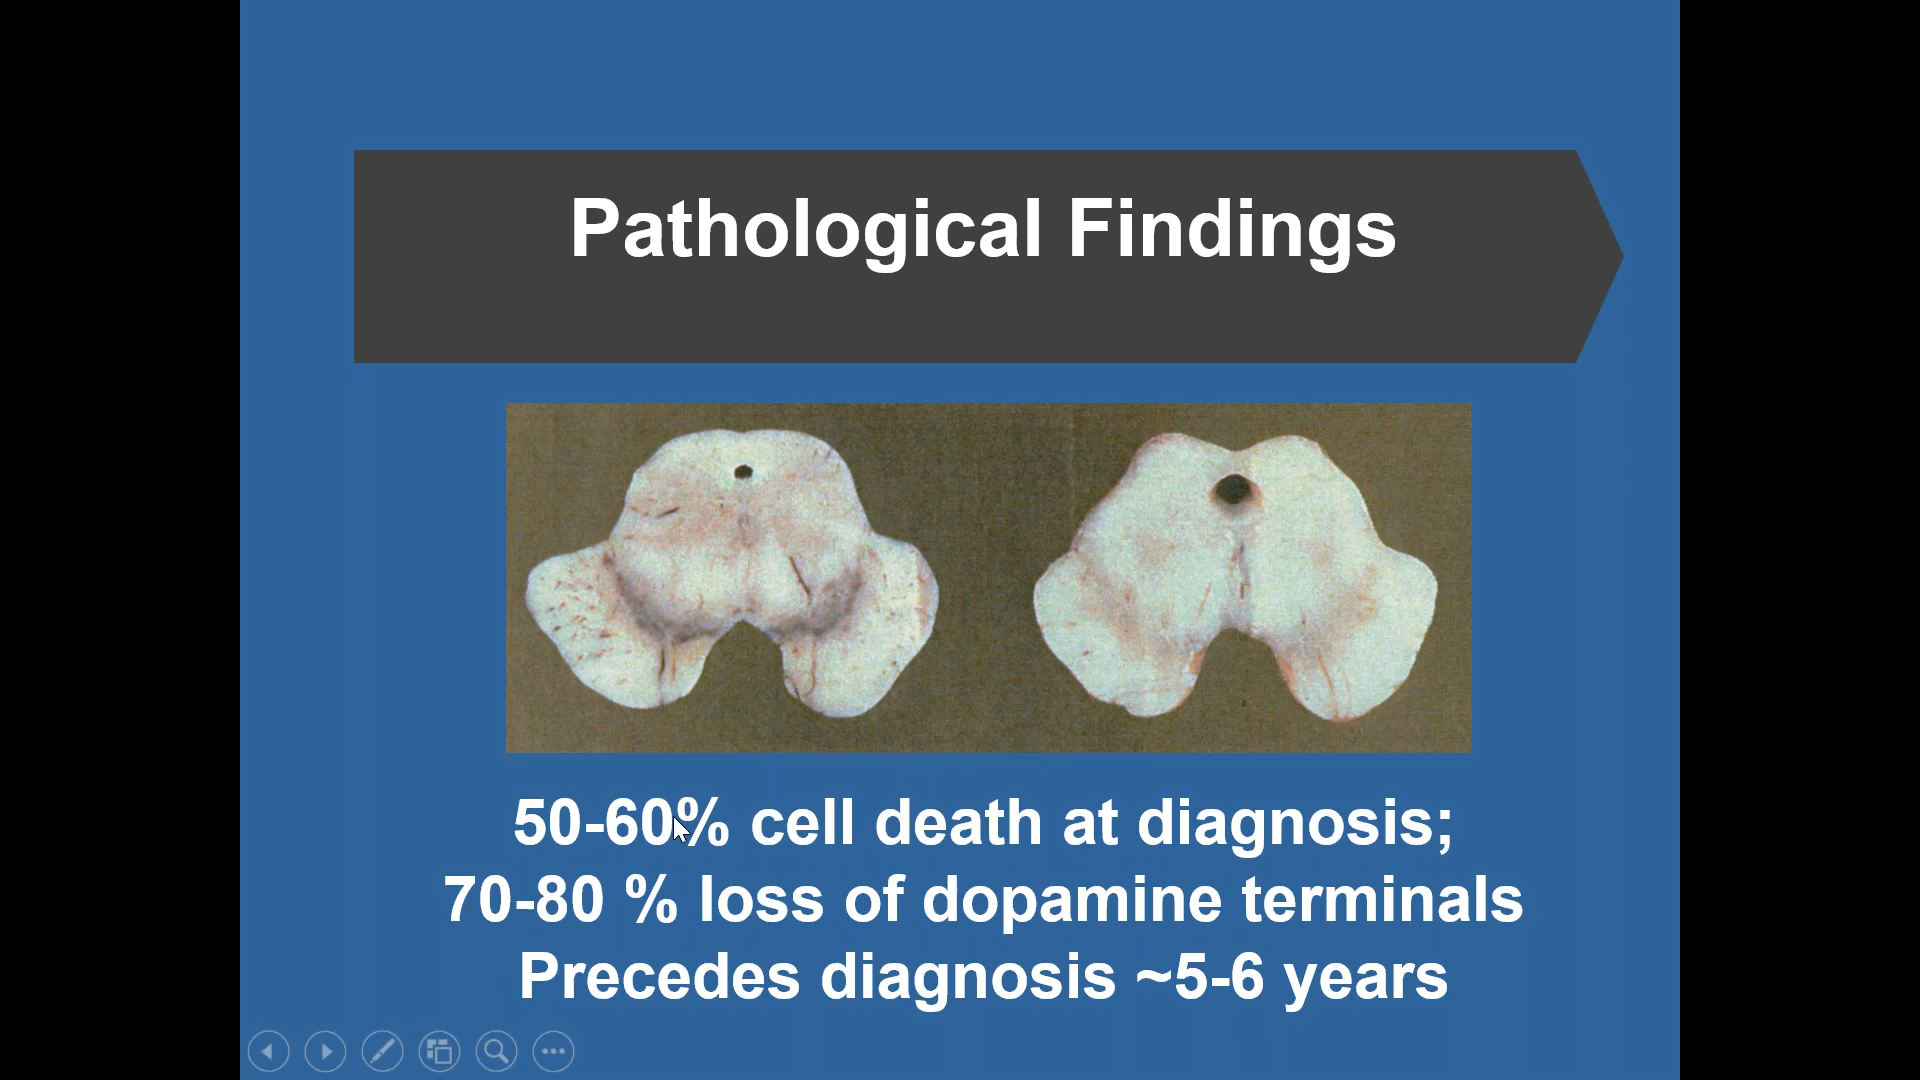 Pathological Findings
50-60% cell death at diagnosis;
70-80 % loss of dopamine terminals
Precedes diagnosis ~5-6 years